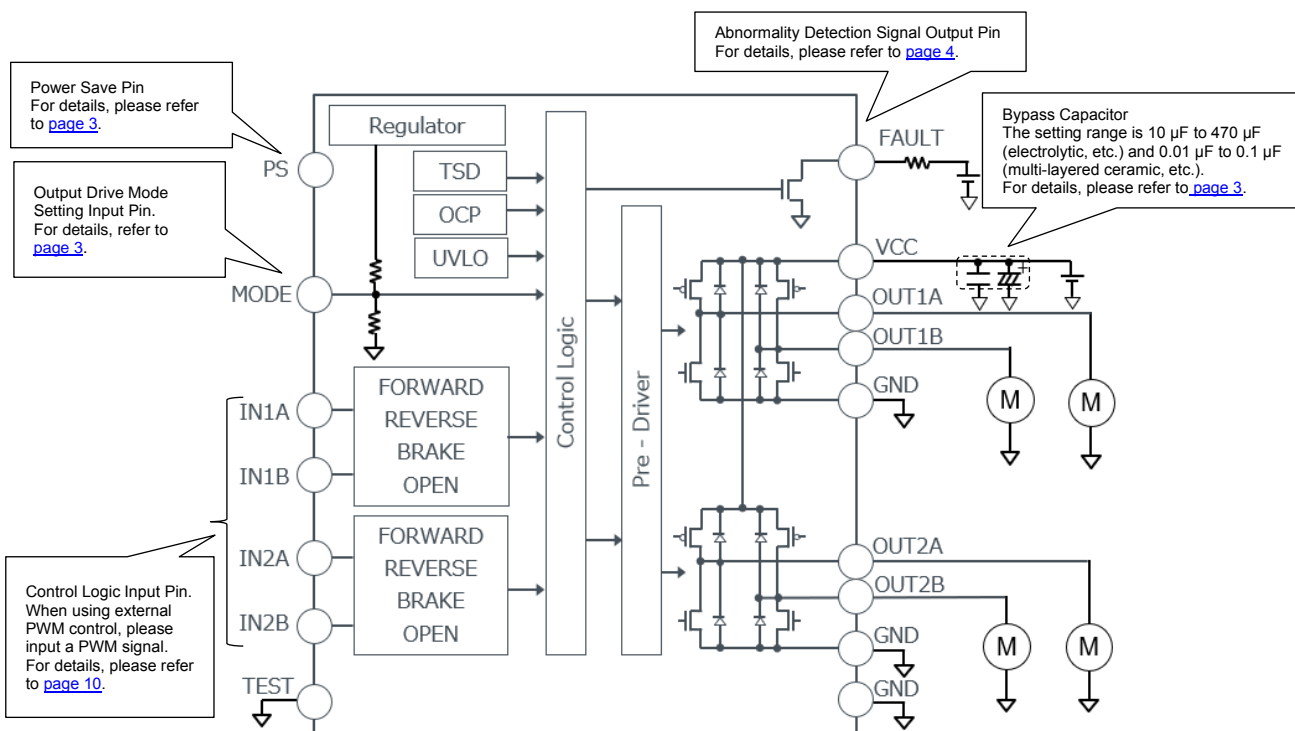 Abnormality Detection Signal Output Pin
For details, please refer to page 4.
Power Save Pin
For details, please refer
to page 3.
Bypass Capacitor
The setting range is 10 µF to 470 µF
(electrolytic, etc.) and 0.01 µF to 0.1 µF
(multi-layered ceramic, etc.).
For details, please refer to page 3.
Output Drive Mode
Setting Input Pin.
For details, refer to
page 3.
Control Logic Input Pin.
When using external
PWM control, please
input a PWM signal.
For details, please refer
to page 10.
PS
MODE
IN1A
IN1B
IN2A
IN2B
TEST
Regulator
TSD
OCP
UVLO
FORWARD
REVERSE
BRAKE
OPEN
FORWARD
REVERSE
BRAKE
OPEN
Control Logic
Pre - Driver
FAULT
VCC
+
OUT1A
OUT1B
GND
M
M
OUT2A
OUT2B
GND
GND
M
M